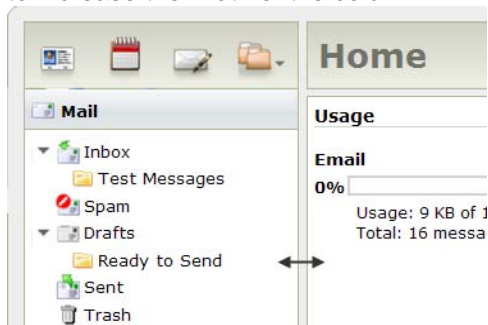 Home
Mail
Usage
Inbox
Email
Test Messages
0%
Spam
Usage: 9 KB of
Drafts
Total: 16
Ready to Send
Sent
Trash